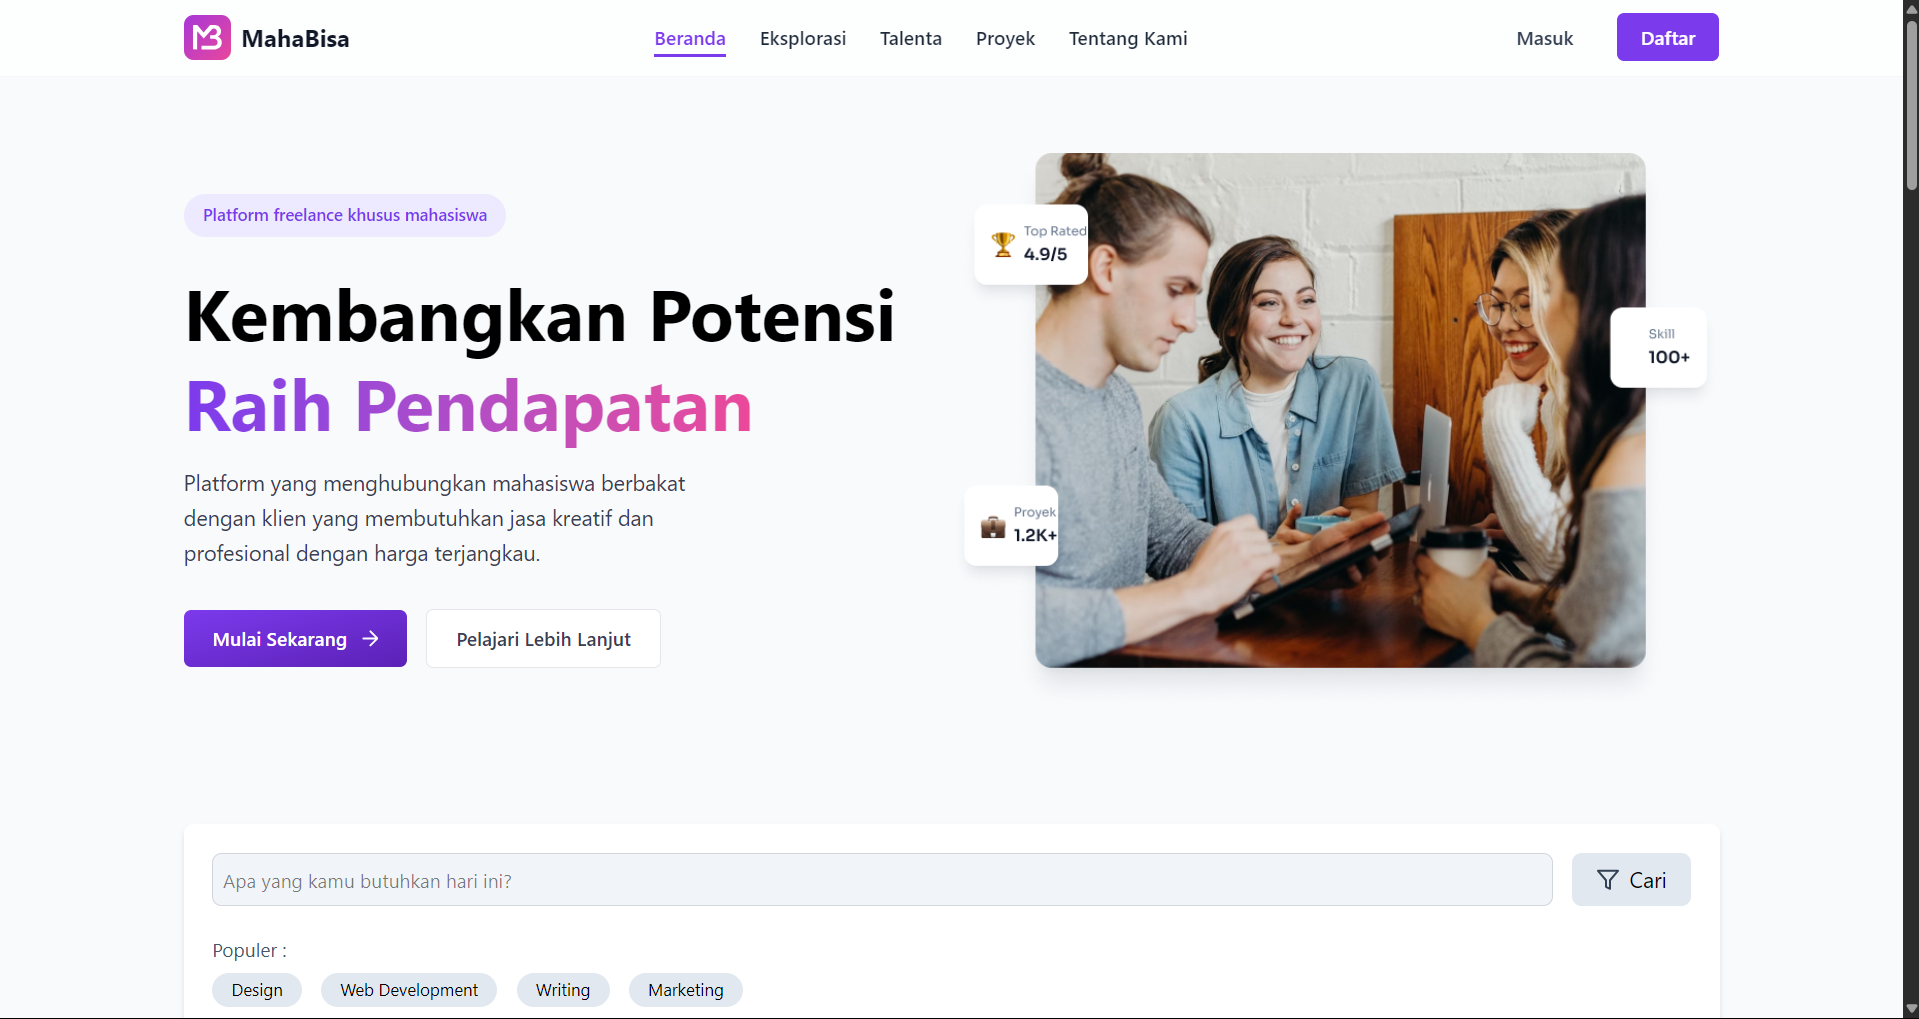 MahaBisa
Beranda
Eksplorasi
Talenta
Proyek
Tentang Kami
Masuk
Daftar
Platform freelance khusus mahasiswa
Kembangkan Potensi
Raih Pendapatan
Platform yang menghubungkan mahasiswa berbakat
dengan klien yang membutuhkan jasa kreatif dan
profesional dengan harga terjangkau.
Mulai Sekarang
Pelajari Lebih Lanjut
Top Rated
4.9/5
Skill
100+
Proyek
1.2K+
Apa yang kamu butuhkan hari ini?
Cari
Populer :
Design
Web Development
Writing
Marketing